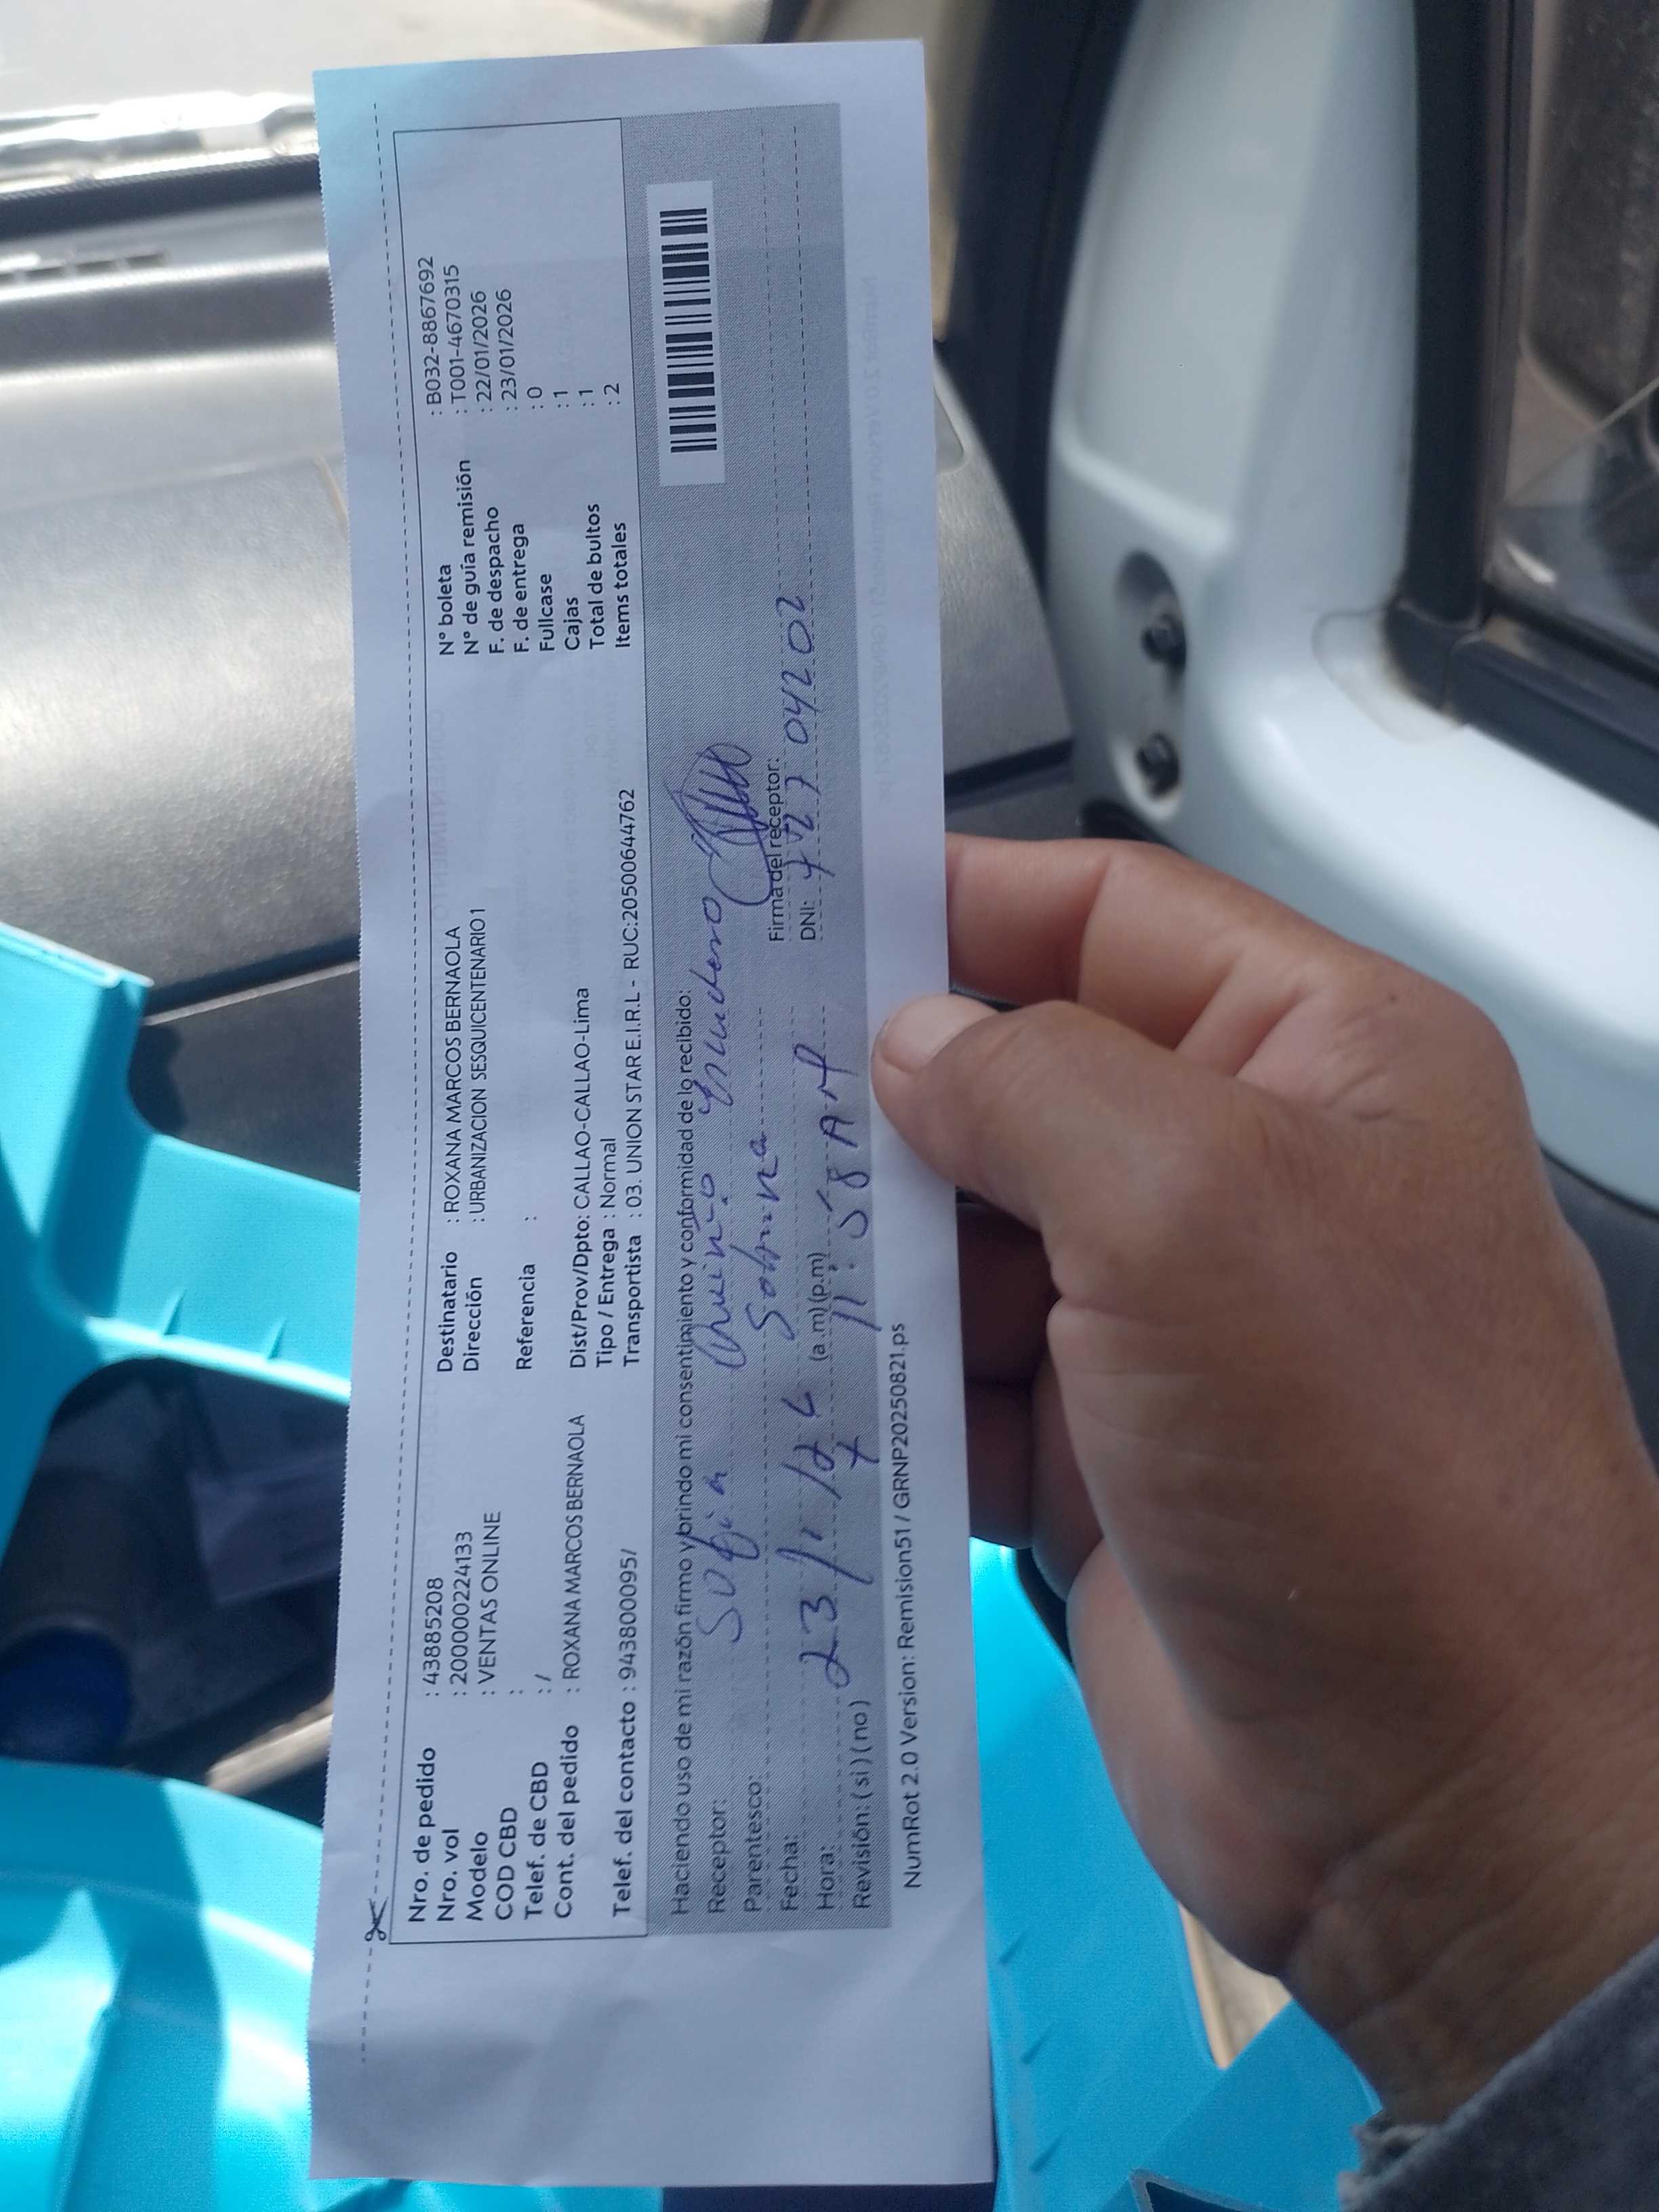 Nro. de pedido : 43885208
Nro. vol : 200000224133
Modelo : VENTAS ONLINE
COD CBD :
Telef. de CBD : /
Cont. del pedido : ROXANA MARCOS BERNAOLA
Telef. del contacto : 943800095/
Destinatario : ROXANA MARCOS BERNAOLA
Dirección : URBANIZACION SESQUICENTENARIO1
Referencia :
Dist/Prov/Dpto: CALLAO-CALLAO-Lima
Tipo / Entrega : Normal
Transportista : 03. UNION STAR E.I.R.L - RUC:20500644762
N° boleta : B032-8867692
N° de guía remisión : T001-4670315
F. de despacho : 22/01/2026
F. de entrega : 23/01/2026
Fullcase : 0
Cajas : 1
Total de bultos : 1
Items totales : 2
Haciendo uso de mi razón firmo y brindo mi consentimiento y conformidad de lo recibido:
Receptor: Sofia
Parentesco: Sobrina
Firma del receptor:
Fecha: 23/1/
DNI:
Hora: (a.m) (p.m) 11:58 AM
Revisión: ( si ) ( no )
NumRot 2.0 Version: Remision51 / GRNP20250821.ps